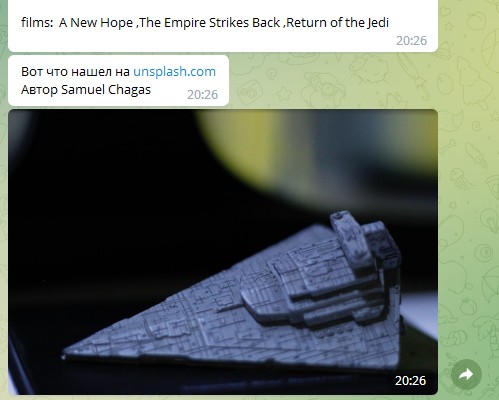 films:  A New Hope ,The Empire Strikes Back ,Return of the Jedi
20:26
Вот что нашел на unsplash.com
Автор Samuel Chagas
20:26
20:26